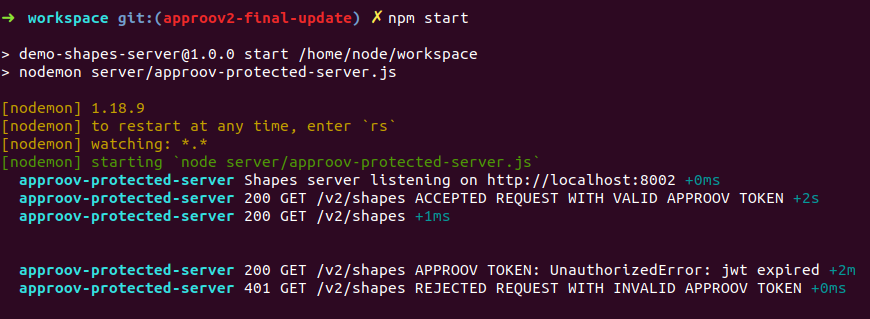 ➜  workspace git:(approov2-final-update) ✗ npm start

> demo-shapes-server@1.0.0 start /home/node/workspace
> nodemon server/approov-protected-server.js

[nodemon] 1.18.9
[nodemon] to restart at any time, enter `rs`
[nodemon] watching: *.*
[nodemon] starting `node server/approov-protected-server.js`
  approov-protected-server Shapes server listening on http://localhost:8002 +0ms
  approov-protected-server 200 GET /v2/shapes ACCEPTED REQUEST WITH VALID APPROOV TOKEN +2s
  approov-protected-server 200 GET /v2/shapes +1ms

  approov-protected-server 200 GET /v2/shapes APPROOV TOKEN: UnauthorizedError: jwt expired +2m
  approov-protected-server 401 GET /v2/shapes REJECTED REQUEST WITH INVALID APPROOV TOKEN +0ms